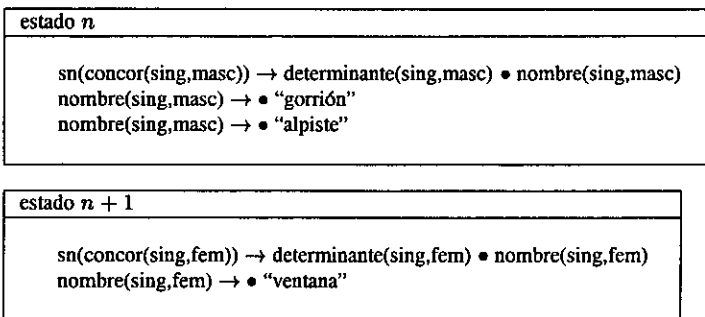 estado n
sn(concor(sing,masc)) → determinante(sing,masc) • nombre(sing,masc)
nombre(sing,masc) → • “gorrión”
nombre(sing,masc) → • “alpiste”
estado n + 1
sn(concor(sing,fem)) → determinante(sing,fem) • nombre(sing,fem)
nombre(sing,fem) → • “ventana”